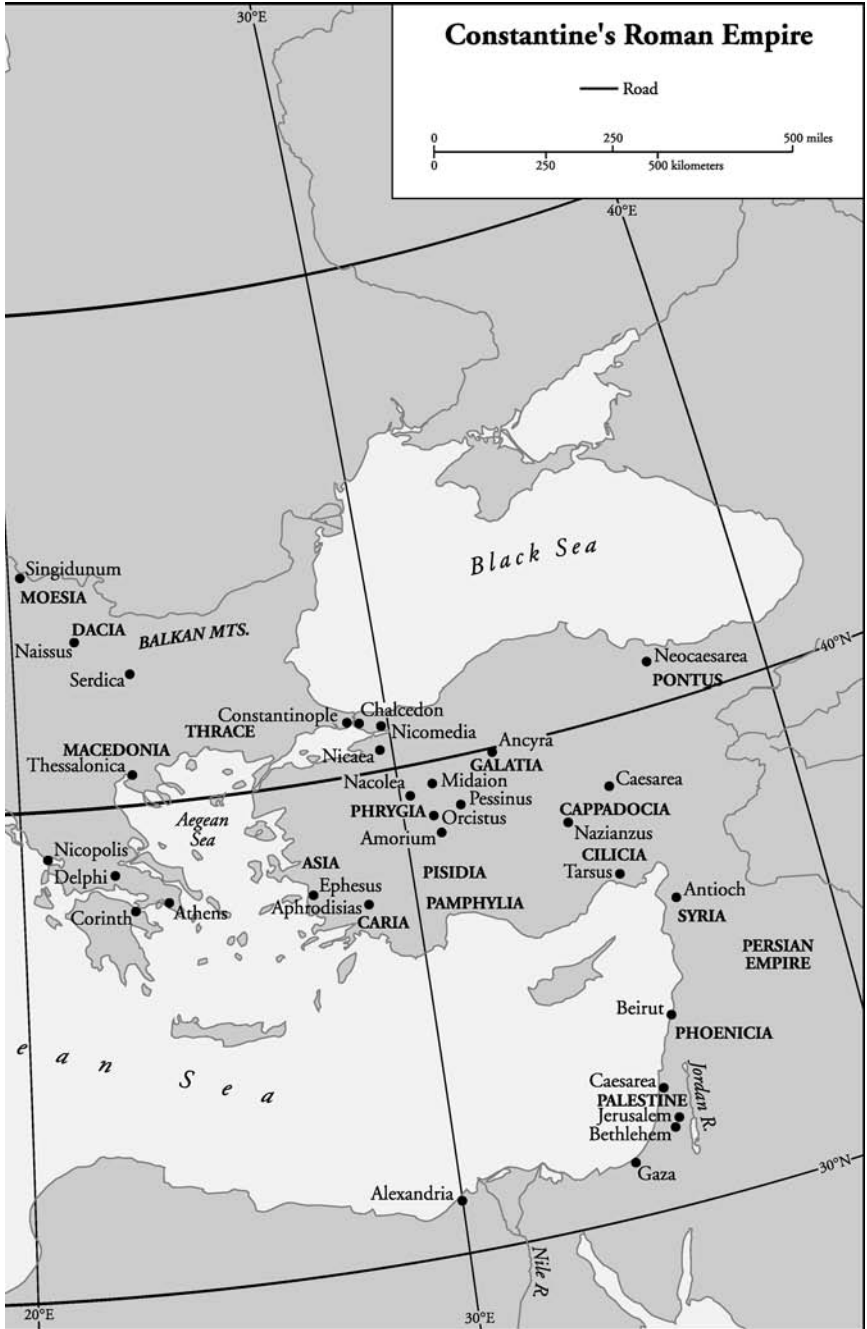 30°E
Constantine's Roman Empire
Road
0 250 500 miles
0 250 500 kilometers
40°E
Black Sea
Singidunum
MOESIA
DACIA
BALKAN MTS.
Naissus
Serdica
40°N
Neocaesarea
PONTUS
Constantinople
Chalcedon
Nicomedia
THRACE
MACEDONIA
Thessalonica
Nicaea
Ancyra
GALATIA
Nacolea
Midaion
Caesarea
Pessinus
PHRYGIA
Orcistus
CAPPADOCIA
Aegean
Sea
Amorium
Nazianzus
Nicopolis
CILICIA
Delphi
ASIA
PISIDIA
Tarsus
Ephesus
Antioch
Corinth
Athens
Aphrodisias
CARIA
PAMPHYLIA
SYRIA
PERSIAN
EMPIRE
Beirut
PHOENICIA
ean Sea
Caesarea
PALESTINE
Jordan R.
Jerusalem
Bethlehem
Gaza
30°N
Alexandria
Nile R
20°E
30°E